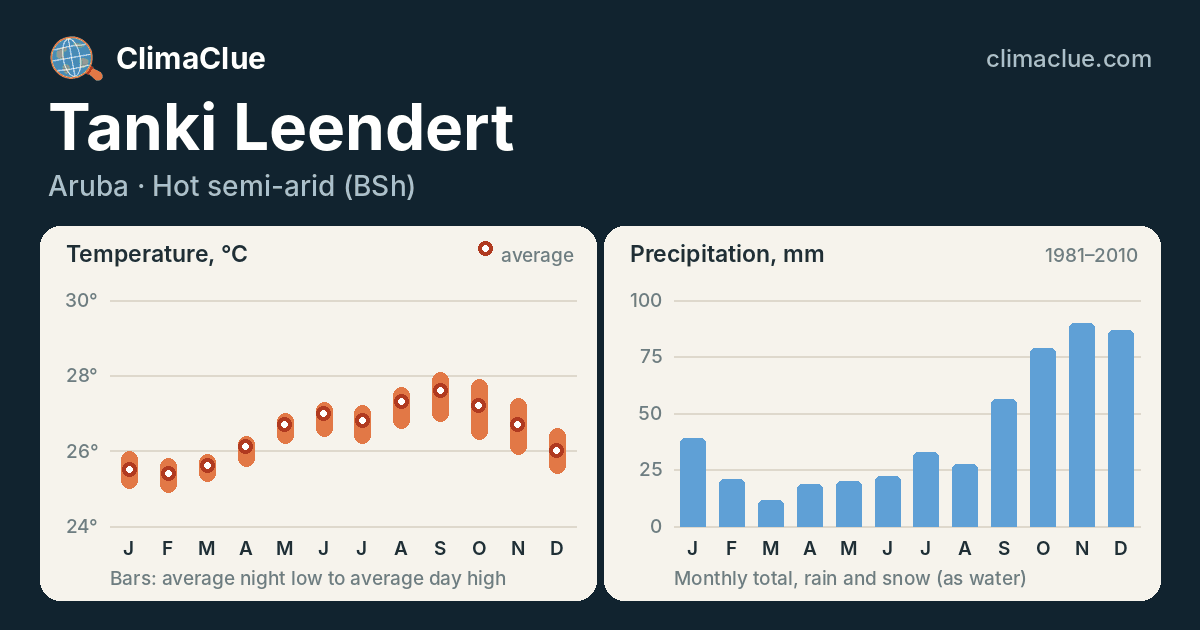 ClimaClue
climaclue.com
Tanki Leendert
Aruba · Hot semi-arid (BSh)
Temperature, °C
average
30°
28°
26°
24°
J F M A M J J A S O N D
Bars: average night low to average day high
Precipitation, mm
1981–2010
100
75
50
25
0
J F M A M J J A S O N D
Monthly total, rain and snow (as water)